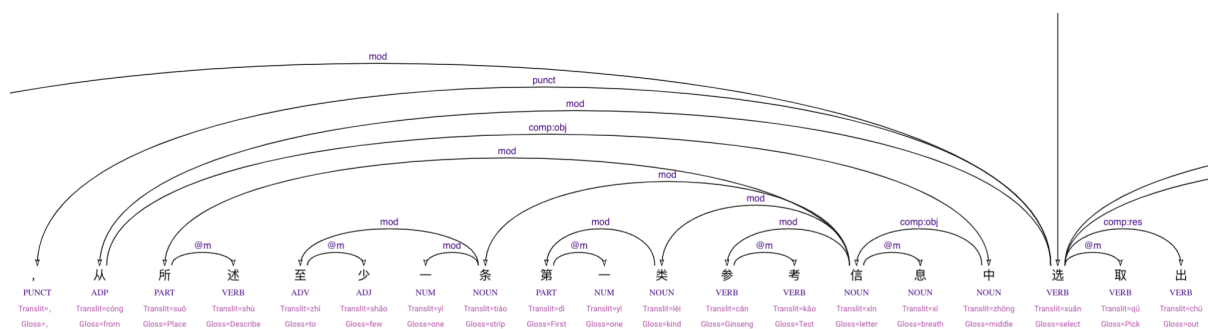 mod
punct
mod
comp:obj
mod
mod
mod
mod comp:obj comp:res
@m @m mod @m @m mod @m @m
, 从 所 述 至 少 一 条 第 一 类 参 考 信 息 中 选 取 出
PUNCT ADP PART VERB ADV ADJ NUM NOUN PART NUM NOUN VERB VERB NOUN NOUN NOUN VERB VERB VERB
Translit=, Translit=cóng Translit=suǒ Translit=shù Translit=zhì Translit=shǎo Translit=yī Translit=tiáo Translit=dì Translit=yī Translit=lèi Translit=cān Translit=kǎo Translit=xìn Translit=xī Translit=zhōng Translit=xuǎn Translit=qǔ Translit=chū
Gloss=, Gloss=from Gloss=Place Gloss=Describe Gloss=to Gloss=few Gloss=one Gloss=strip Gloss=First Gloss=one Gloss=kind Gloss=Ginseng Gloss=Test Gloss=letter Gloss=breath Gloss=middle Gloss=select Gloss=Pick Gloss=out